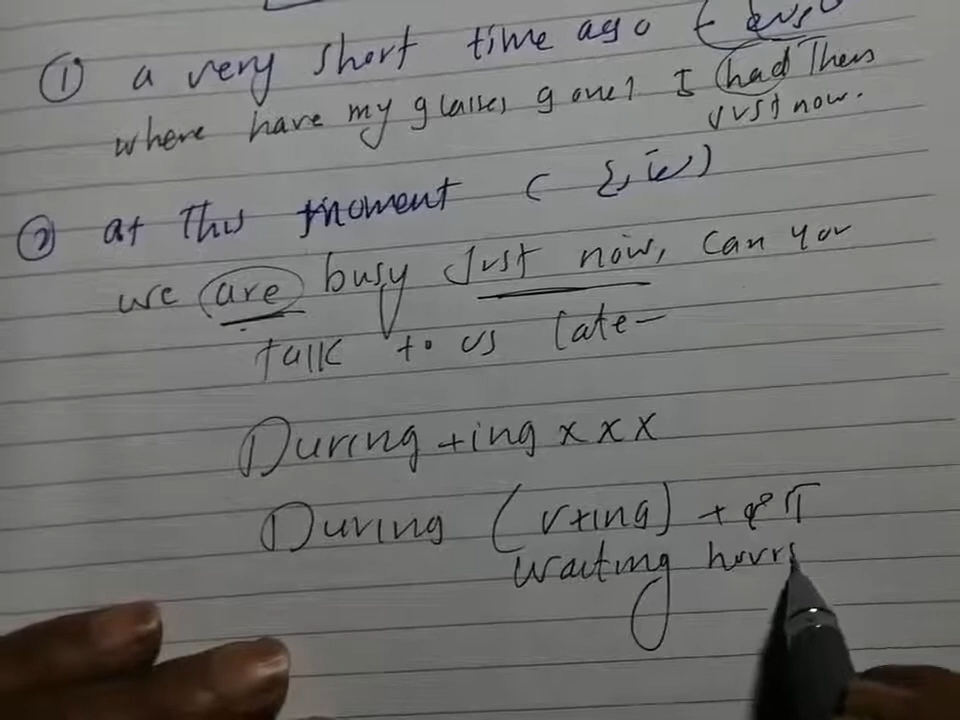 ① a very short time ago (
where have my glasses gone? I had Them
Just now.
② at This moment (
we are busy Just now, can you
talk to us late
During +ing x x x
During (v+ing) +
waiting hours